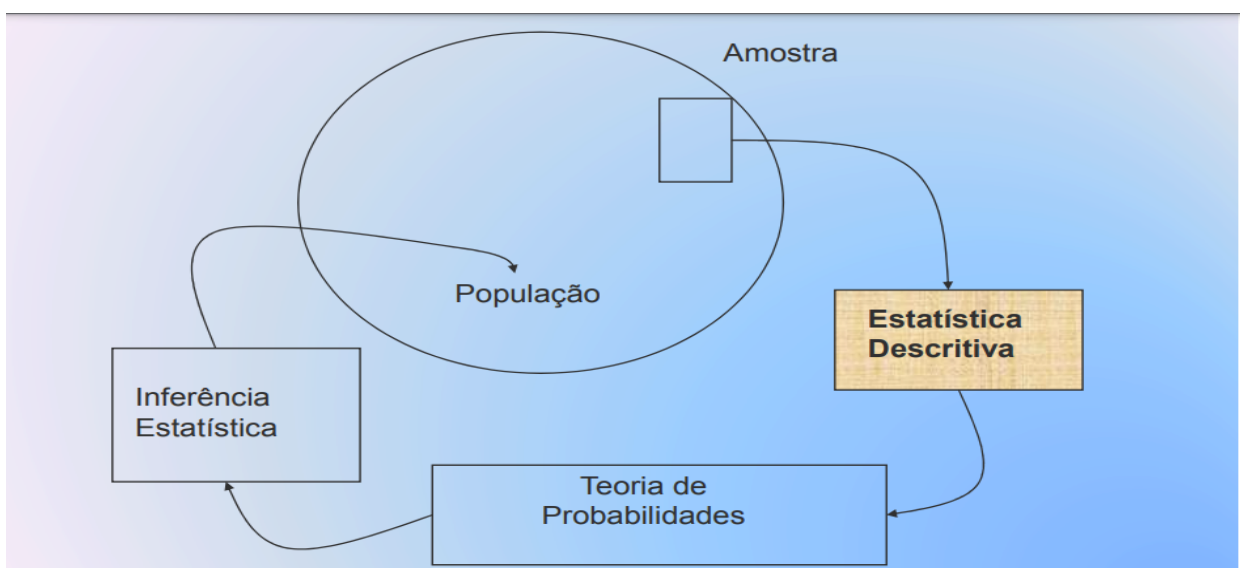 Amostra
População
Estatística
Descritiva
Inferência
Estatística
Teoria de
Probabilidades